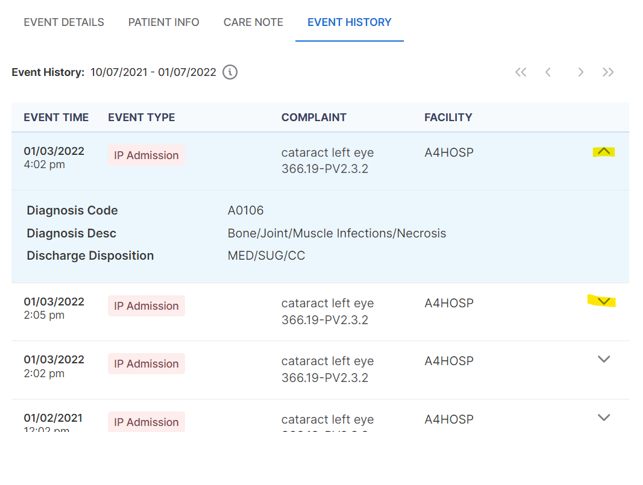 EVENT DETAILS PATIENT INFO CARE NOTE EVENT HISTORY
Event History: 10/07/2021 - 01/07/2022
EVENT TIME EVENT TYPE COMPLAINT FACILITY
01/03/2022 IP Admission cataract left eye A4HOSP
4:02 pm 366.19-PV2.3.2
Diagnosis Code A0106
Diagnosis Desc Bone/Joint/Muscle Infections/Necrosis
Discharge Disposition MED/SUG/CC
01/03/2022 IP Admission cataract left eye A4HOSP
2:05 pm 366.19-PV2.3.2
01/03/2022 IP Admission cataract left eye A4HOSP
2:02 pm 366.19-PV2.3.2
01/02/2021 IP Admission cataract left eye A4HOSP
12:02 pm